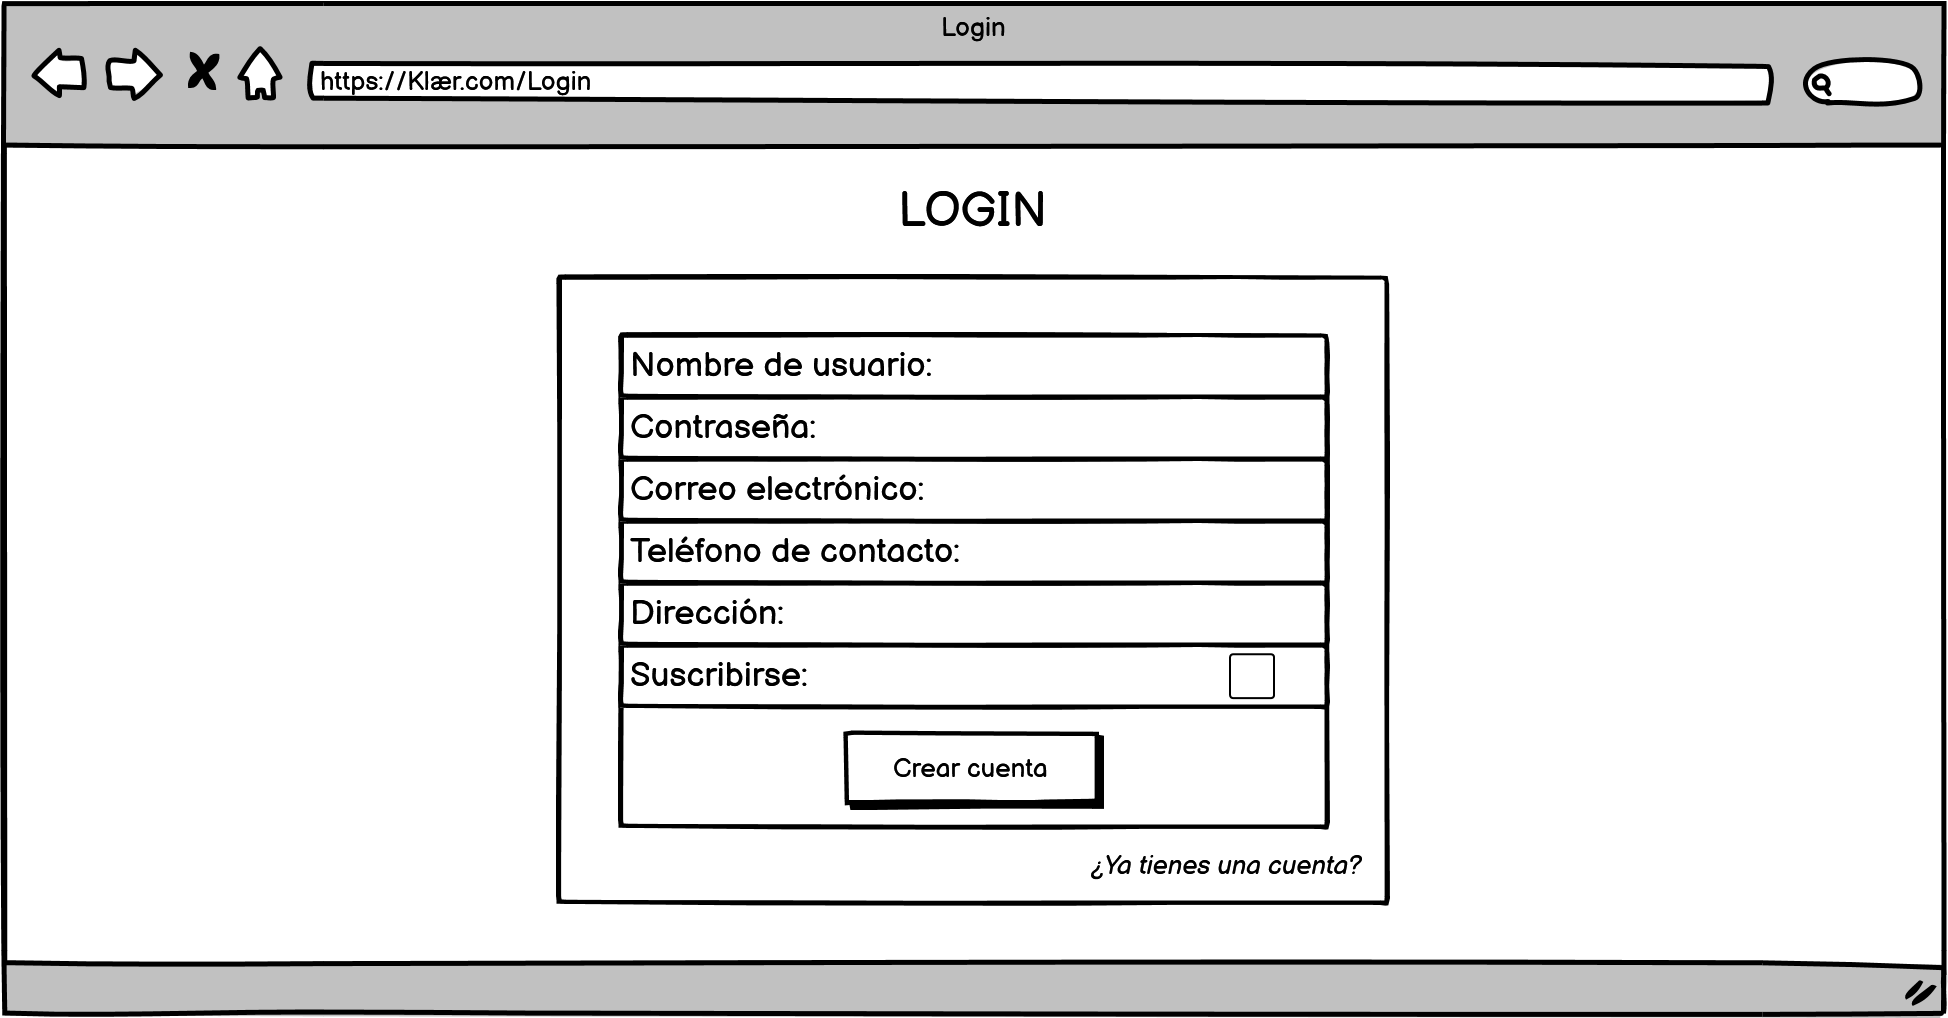 Login
https://Klær.com/Login
LOGIN
Nombre de usuario:
Contraseña:
Correo electrónico:
Teléfono de contacto:
Dirección:
Suscribirse:
Crear cuenta
¿Ya tienes una cuenta?